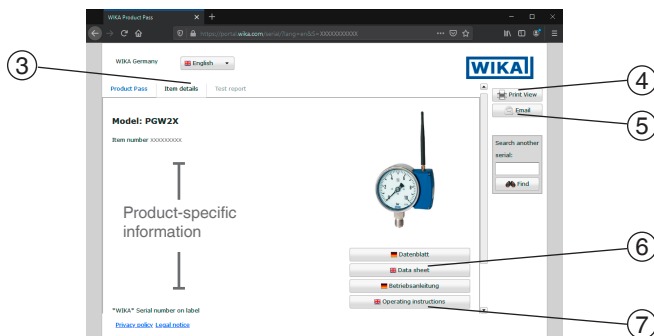 WIKA Product Pass
https://portal.wika.com/serial/?lang=en&S=XXXXXXXXXXX
WIKA Germany
English
WIKA
3
4
Product Pass
Item details
Test report
Print View
Email
5
Model: PGW2X
Item number XXXXXXXXX
Search another
serial:
Find
Product-specific
information
Datenblatt
6
Data sheet
Betriebsanleitung
Operating instructions
7
"WIKA" Serial number on label
Privacy policy Legal notice